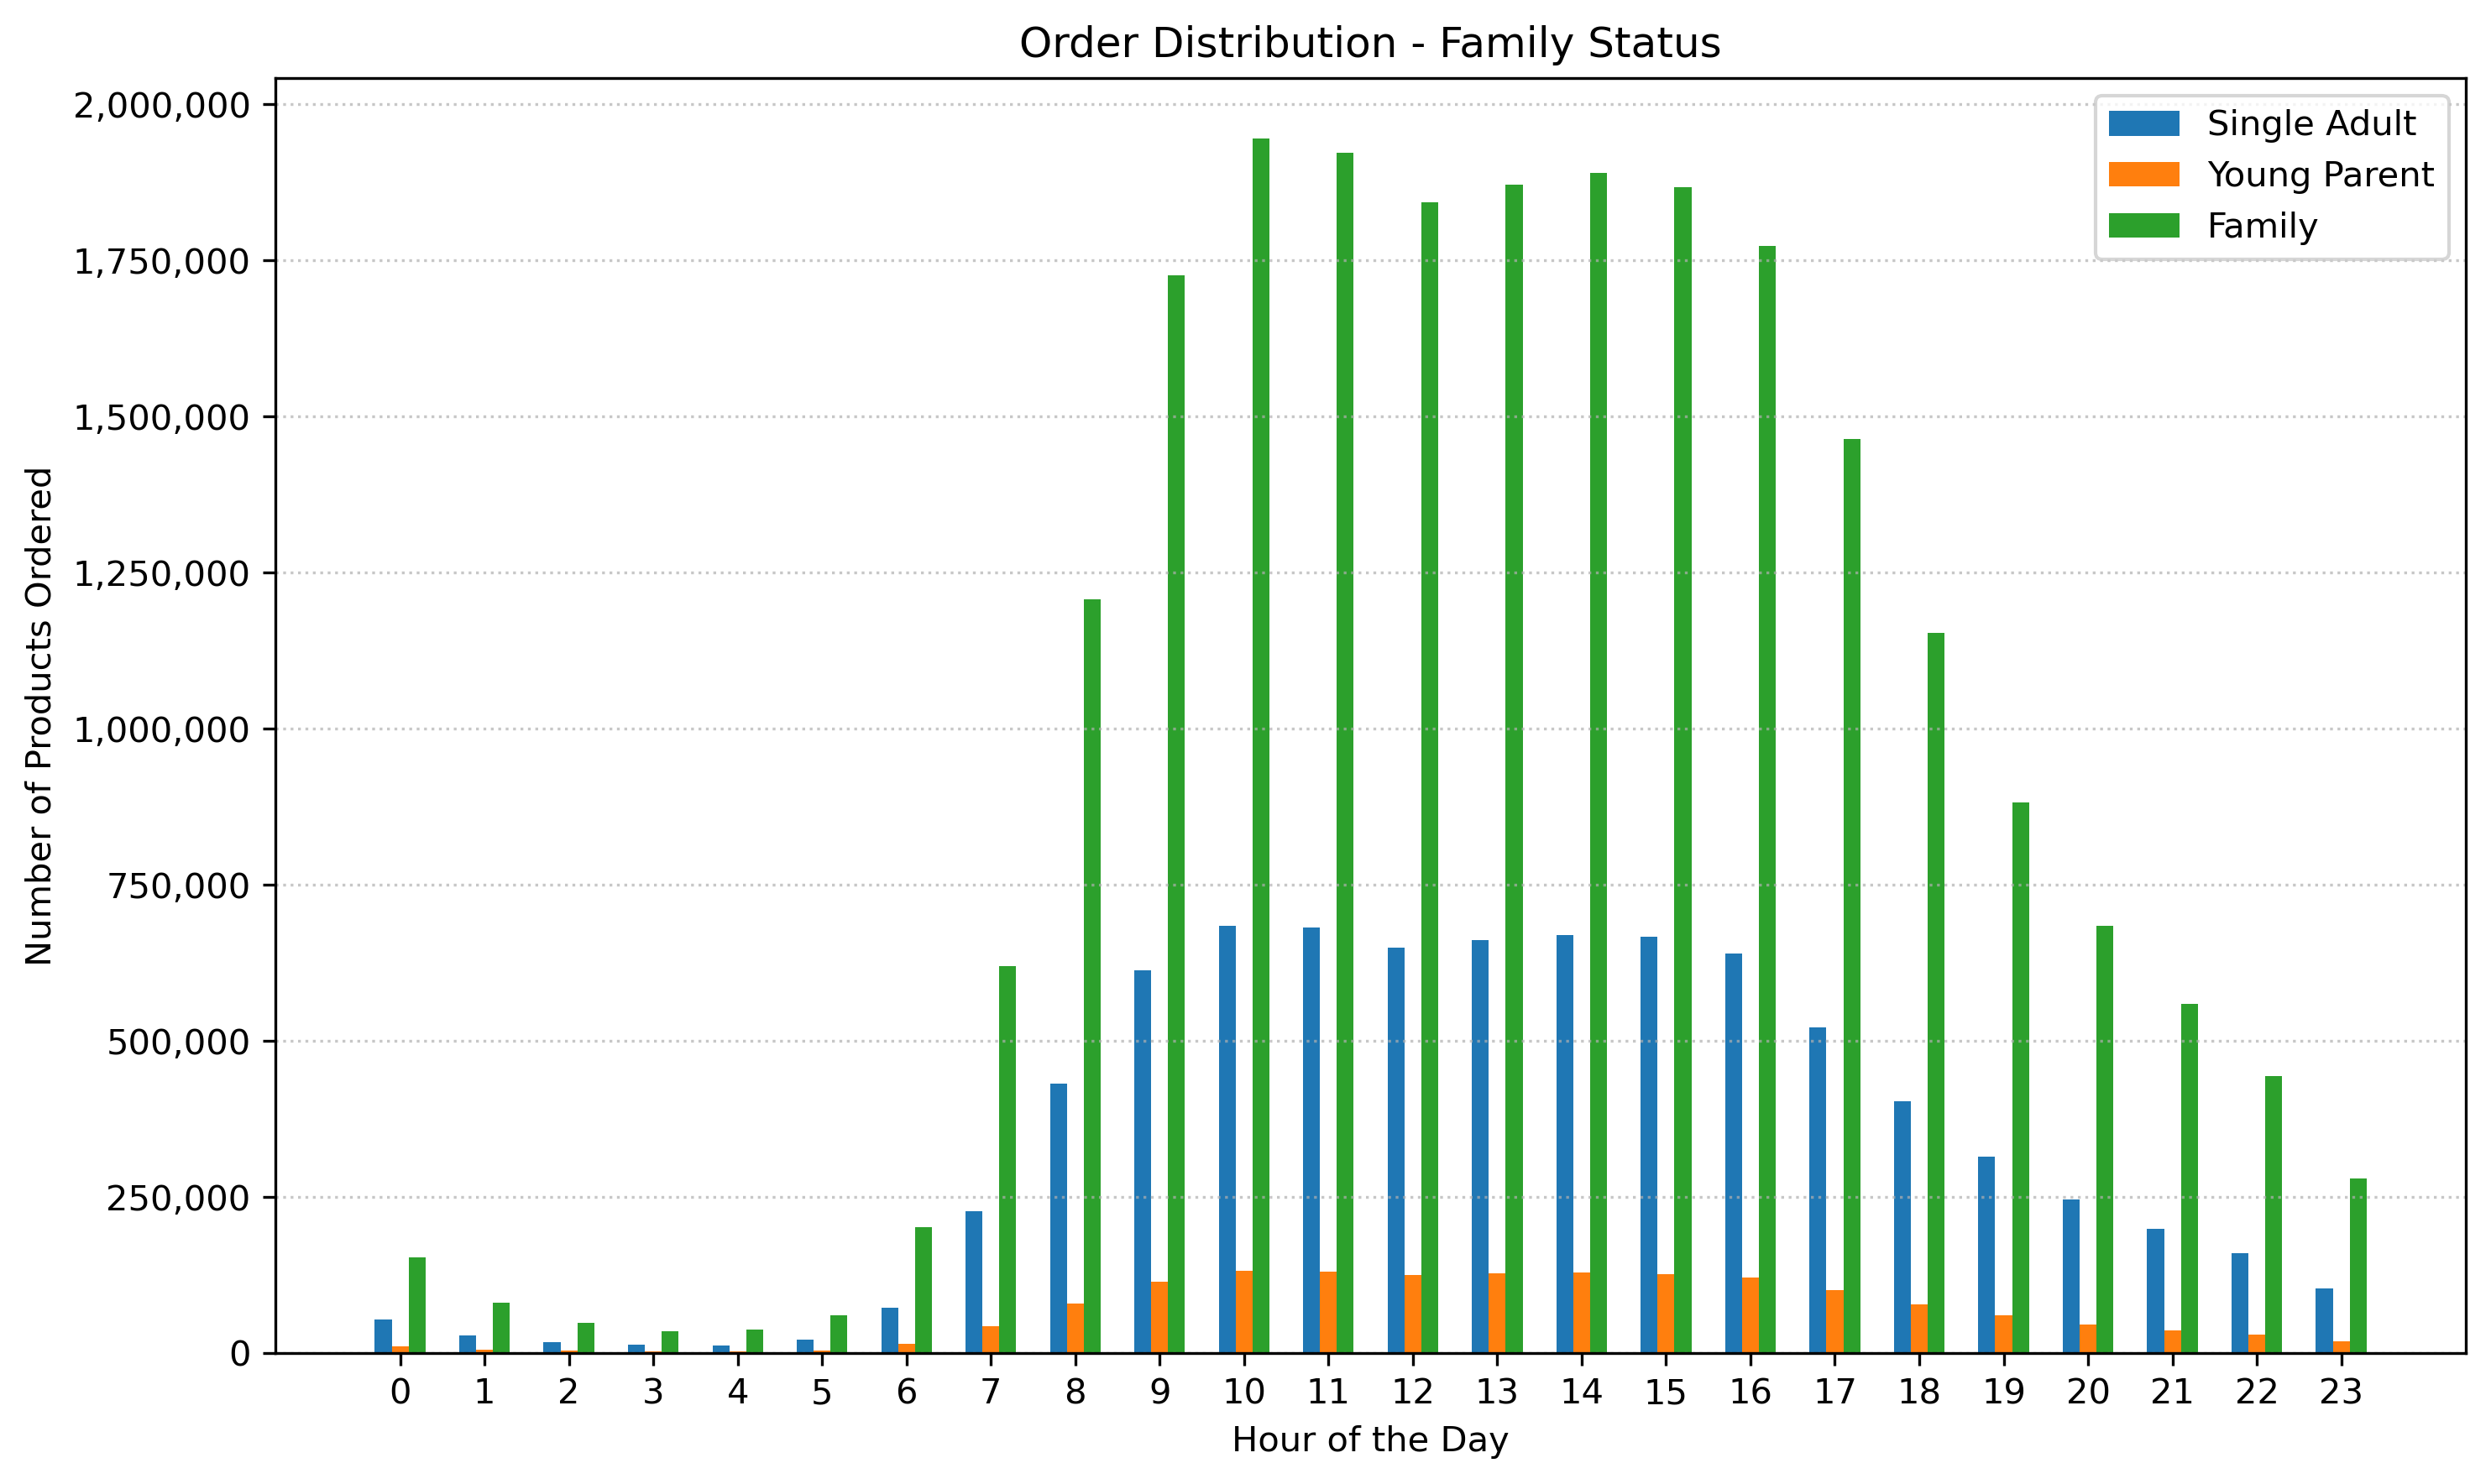 Order Distribution - Family Status
Number of Products Ordered
2,000,000
1,750,000
1,500,000
1,250,000
1,000,000
750,000
500,000
250,000
0
Single Adult
Young Parent
Family
0 1 2 3 4 5 6 7 8 9 10 11 12 13 14 15 16 17 18 19 20 21 22 23
Hour of the Day